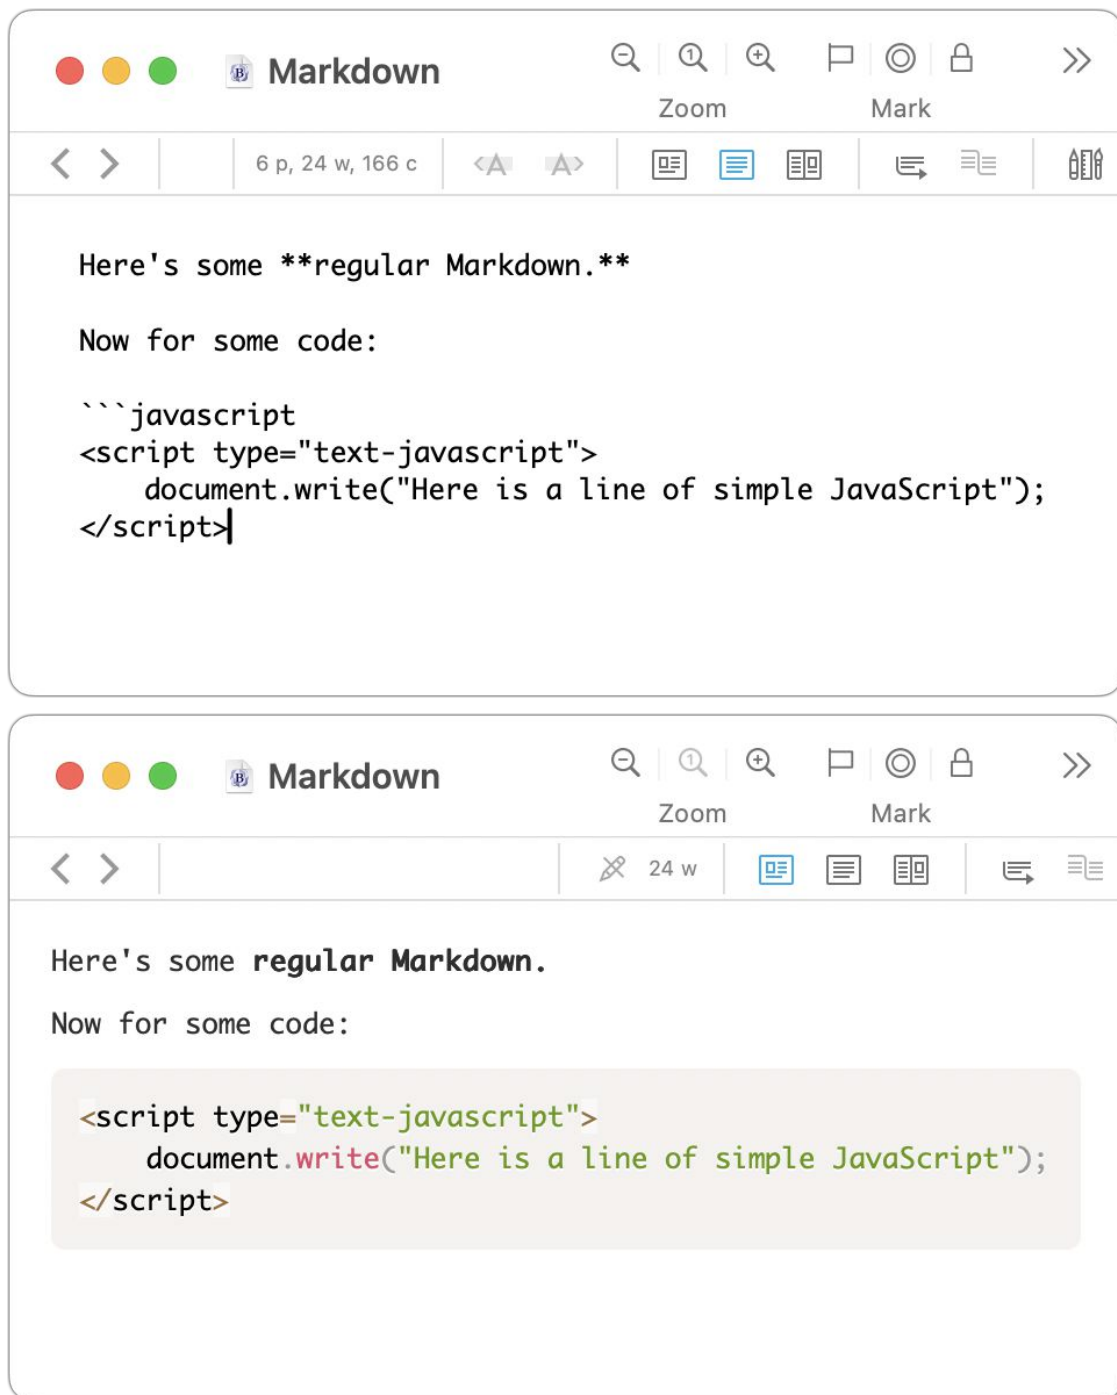 Markdown
Zoom
Mark
6 p, 24 w, 166 c
<A A>
Here's some **regular Markdown.**
Now for some code:
```javascript
<script type="text-javascript">
    document.write("Here is a line of simple JavaScript");
</script>
Markdown
Zoom
Mark
24 w
Here's some regular Markdown.
Now for some code:
<script type="text-javascript">
    document.write("Here is a line of simple JavaScript");
</script>